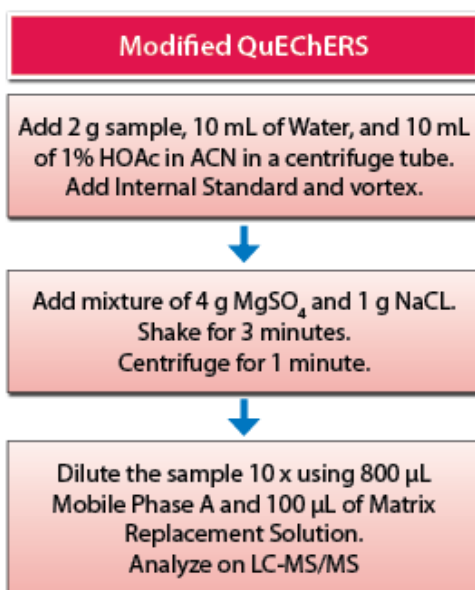 Modified QuEChERS
Add 2 g sample, 10 mL of Water, and 10 mL
of 1% HOAc in ACN in a centrifuge tube.
Add Internal Standard and vortex.
Add mixture of 4 g MgSO₄ and 1 g NaCL.
Shake for 3 minutes.
Centrifuge for 1 minute.
Dilute the sample 10 x using 800 µL
Mobile Phase A and 100 µL of Matrix
Replacement Solution.
Analyze on LC-MS/MS